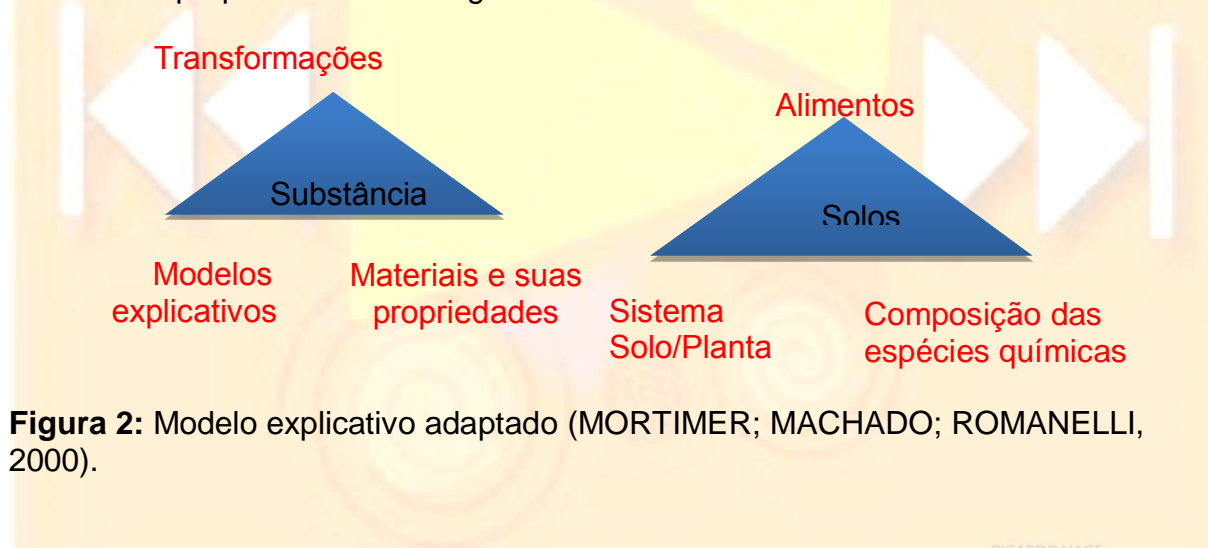 Transformações
Substância
Modelos
explicativos
Materiais e suas
propriedades
Alimentos
Solos
Sistema
Solo/Planta
Composição das
espécies químicas
Figura 2: Modelo explicativo adaptado (MORTIMER; MACHADO; ROMANELLI,
2000).